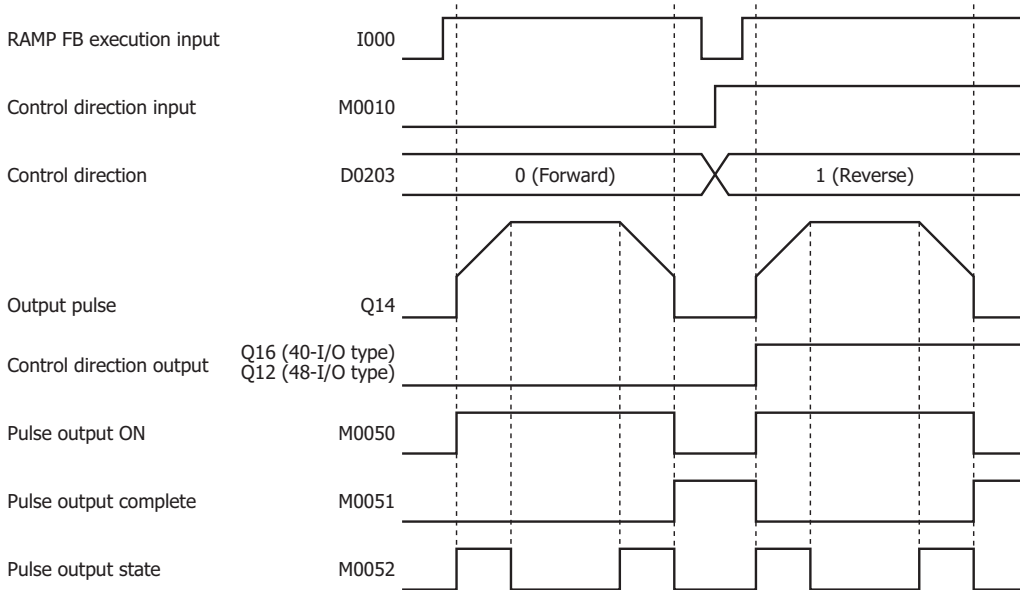 RAMP FB execution input I000
Control direction input M0010
Control direction D0203 0 (Forward) 1 (Reverse)
Output pulse Q14
Control direction output Q16 (40-I/O type)
Q12 (48-I/O type)
Pulse output ON M0050
Pulse output complete M0051
Pulse output state M0052